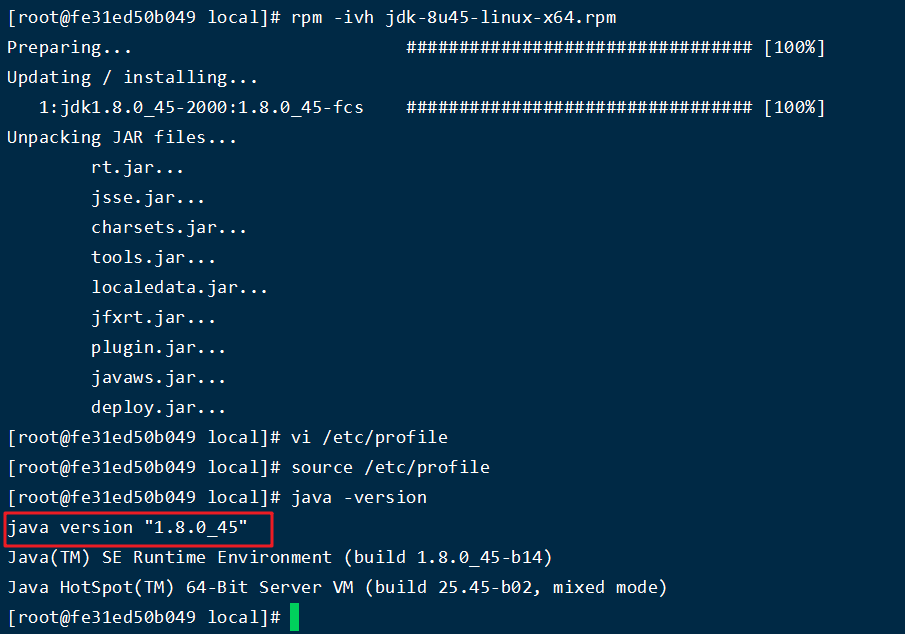 [root@fe31ed50b049 local]# rpm -ivh jdk-8u45-linux-x64.rpm
Preparing...                          ################################# [100%]
Updating / installing...
   1:jdk1.8.0_45-2000:1.8.0_45-fcs    ################################# [100%]
Unpacking JAR files...
        rt.jar...
        jsse.jar...
        charsets.jar...
        tools.jar...
        localedata.jar...
        jfxrt.jar...
        plugin.jar...
        javaws.jar...
        deploy.jar...
[root@fe31ed50b049 local]# vi /etc/profile
[root@fe31ed50b049 local]# source /etc/profile
[root@fe31ed50b049 local]# java -version
java version "1.8.0_45"
Java(TM) SE Runtime Environment (build 1.8.0_45-b14)
Java HotSpot(TM) 64-Bit Server VM (build 25.45-b02, mixed mode)
[root@fe31ed50b049 local]#